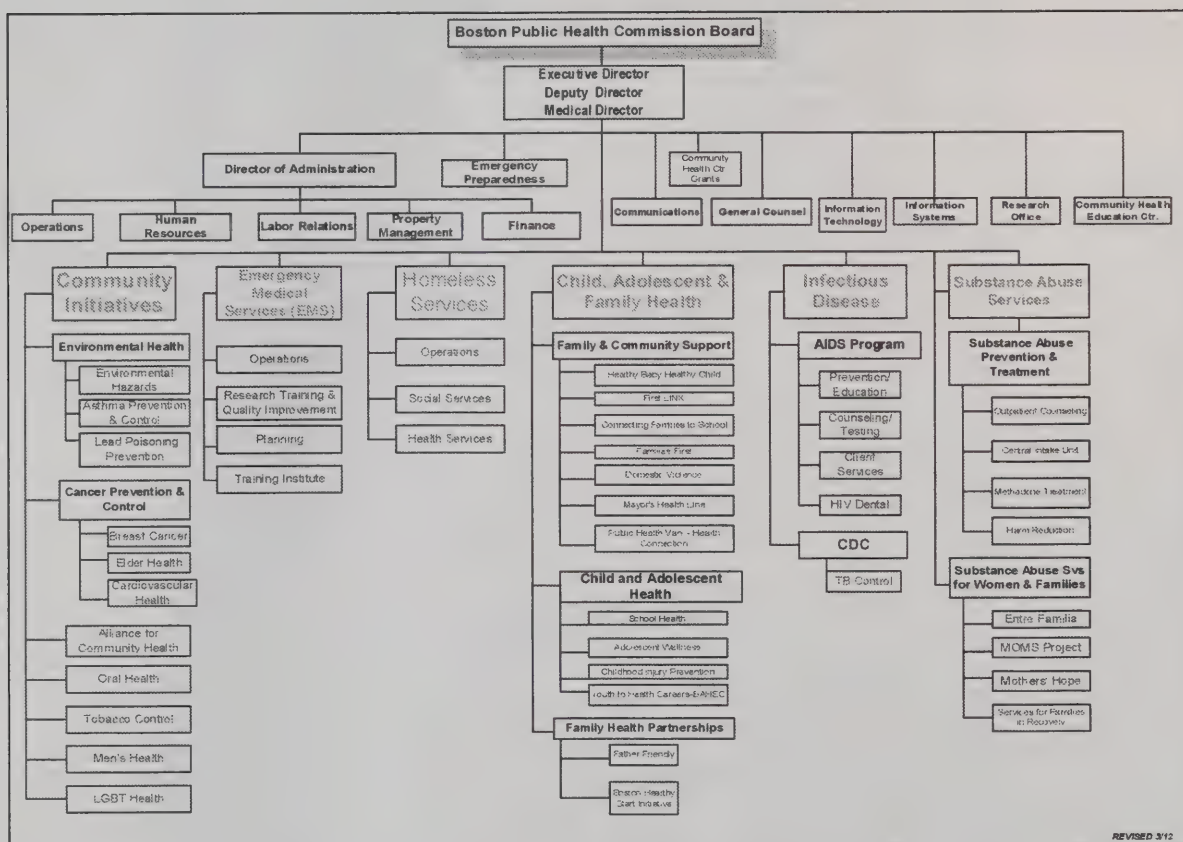 Boston Public Health Commission Board
Executive Director
Deputy Director
Medical Director
Director of Administration
Emergency
Preparedness
Community
Health Ctr
Grants
Operations
Human
Resources
Labor Relations
Property
Management
Finance
Communications
General Counsel
Information
Technology
Information
Systems
Research
Office
Community Health
Education Ctr.
Community
Initiatives
Environmental Health
Environmental
Hazards
Asthma Prevention
& Control
Lead Poisoning
Prevention
Cancer Prevention &
Control
Breast Cancer
Elder Health
Cardiovascular
Health
Alliance for
Community Health
Oral Health
Tobacco Control
Men's Health
LGBT Health
Emergency
Medical
Services (EMS)
Operations
Research Training &
Quality Improvement
Planning
Training Institute
Homeless
Services
Operations
Social Services
Health Services
Child, Adolescent &
Family Health
Family & Community Support
Healthy Baby Healthy Child
First LINK
Connecting Families to School
Families First
Domestic Violence
Mayor's Health Line
Public Health Van - Health
Connection
Child and Adolescent
Health
School Health
Adolescent Wellness
Childhood Injury Prevention
Youth to Health Careers-BAHEC
Family Health Partnerships
Father Friendly
Boston Healthy
Start Initiative
Infectious
Disease
AIDS Program
Prevention/
Education
Counseling/
Testing
Client
Services
HIV Dental
CDC
TB Control
Substance Abuse
Services
Substance Abuse
Prevention &
Treatment
Outpatient Counseling
Central Intake Unit
Methadone Treatment
Harm Reduction
Substance Abuse Svs
for Women & Families
Entre Familia
MOMS Project
Mothers' Hope
Services for Families
in Recovery
REVISED 3/12